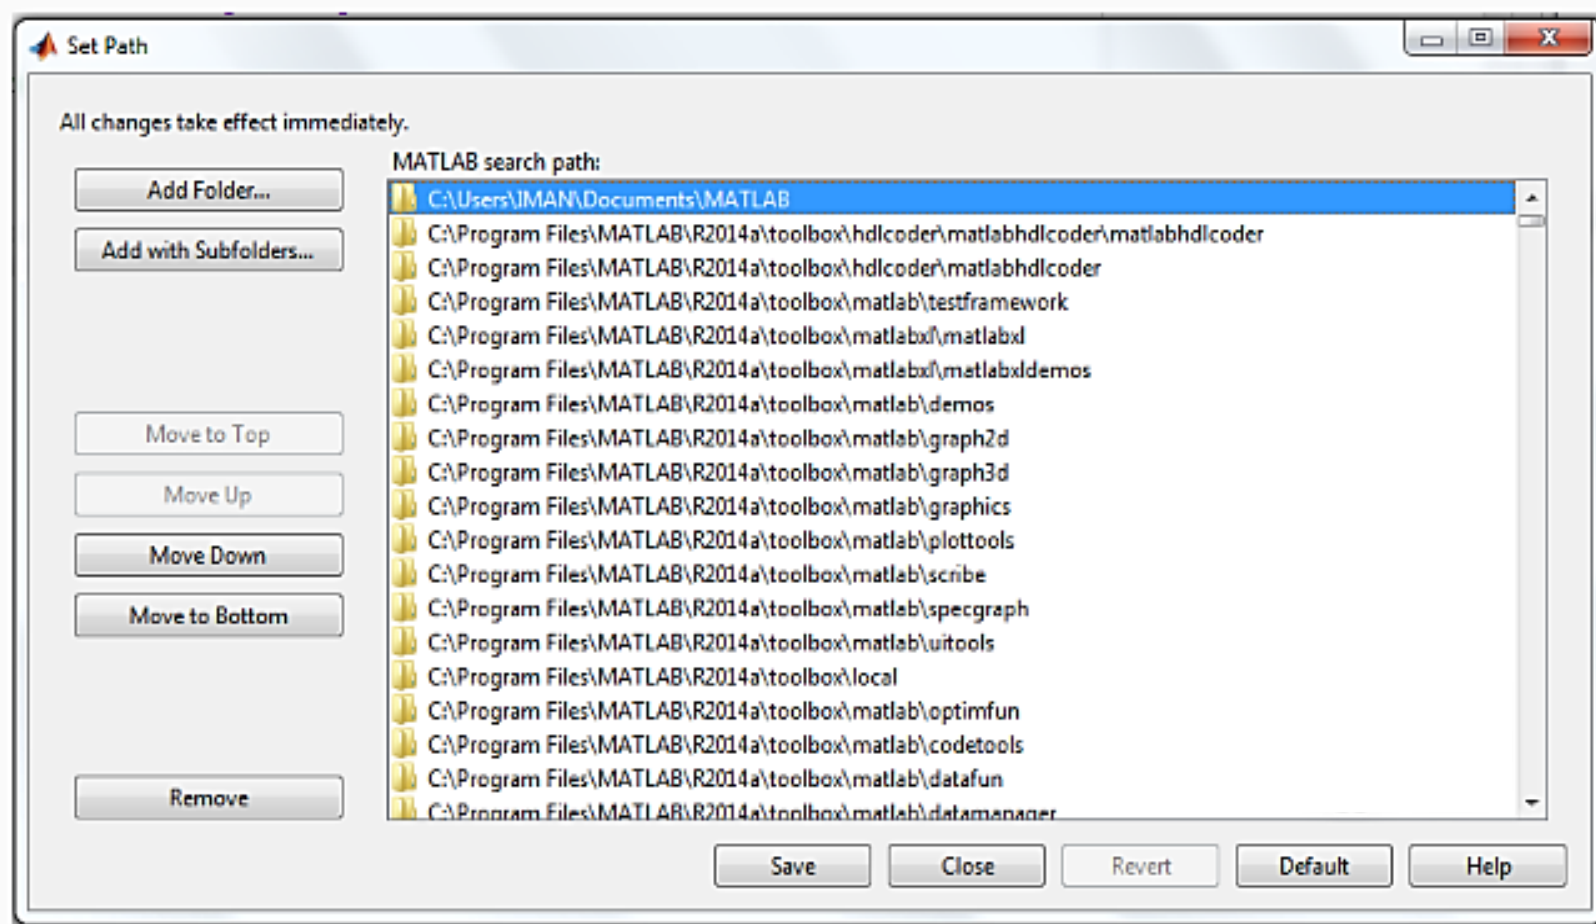 Set Path
All changes take effect immediately.
MATLAB search path:
Add Folder...
Add with Subfolders...
Move to Top
Move Up
Move Down
Move to Bottom
Remove
C:\Users\IMAN\Documents\MATLAB
C:\Program Files\MATLAB\R2014a\toolbox\hdlcoder\matlabhdlcoder\matlabhdlcoder
C:\Program Files\MATLAB\R2014a\toolbox\hdlcoder\matlabhdlcoder
C:\Program Files\MATLAB\R2014a\toolbox\matlab\testframework
C:\Program Files\MATLAB\R2014a\toolbox\matlabxl\matlabxl
C:\Program Files\MATLAB\R2014a\toolbox\matlabxl\matlabxldemos
C:\Program Files\MATLAB\R2014a\toolbox\matlab\demos
C:\Program Files\MATLAB\R2014a\toolbox\matlab\graph2d
C:\Program Files\MATLAB\R2014a\toolbox\matlab\graph3d
C:\Program Files\MATLAB\R2014a\toolbox\matlab\graphics
C:\Program Files\MATLAB\R2014a\toolbox\matlab\plottools
C:\Program Files\MATLAB\R2014a\toolbox\matlab\scribe
C:\Program Files\MATLAB\R2014a\toolbox\matlab\specgraph
C:\Program Files\MATLAB\R2014a\toolbox\matlab\uitools
C:\Program Files\MATLAB\R2014a\toolbox\local
C:\Program Files\MATLAB\R2014a\toolbox\matlab\optimfun
C:\Program Files\MATLAB\R2014a\toolbox\matlab\codetools
C:\Program Files\MATLAB\R2014a\toolbox\matlab\datafun
C:\Program Files\MATLAB\R2014a\toolbox\matlab\datamanager
Save Close Revert Default Help